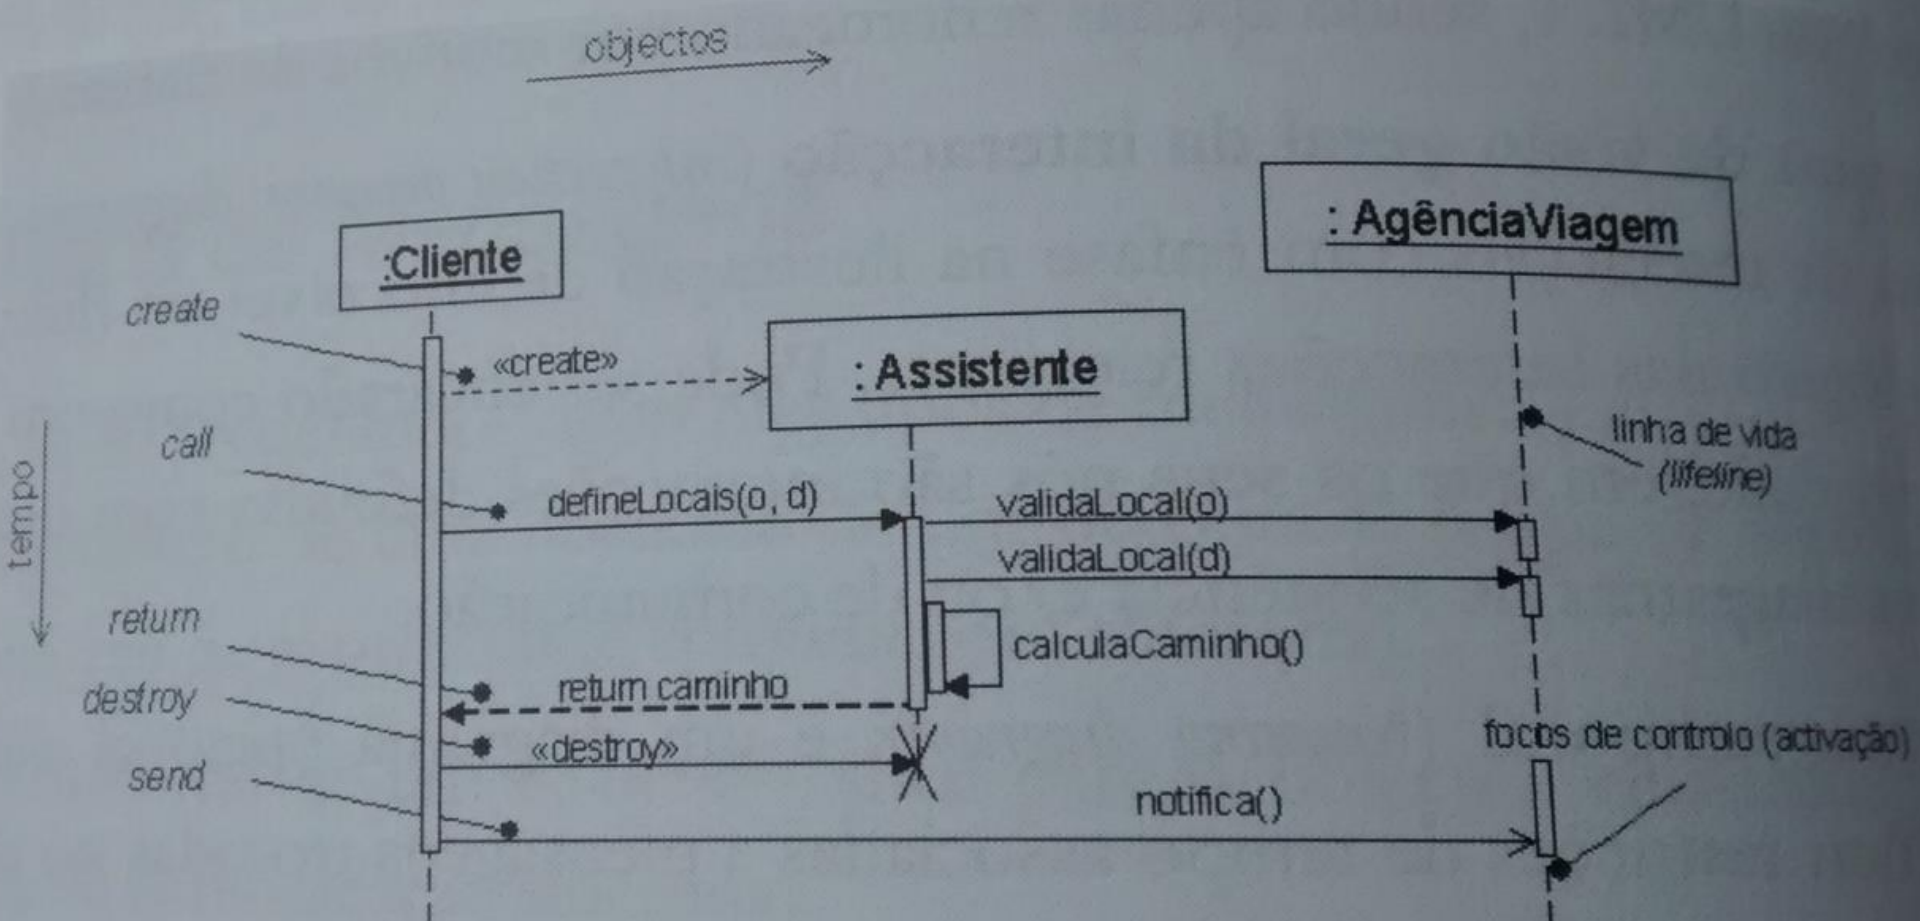 objectos
: AgênciaViagem
:Cliente
create
«create»
: Assistente
call
linha de vida
(lifeline)
tempo
defineLocais(o, d)
validaLocal(o)
validaLocal(d)
return
calculaCaminho()
return caminho
destroy
«destroy»
focos de controlo (activação)
send
notifica()